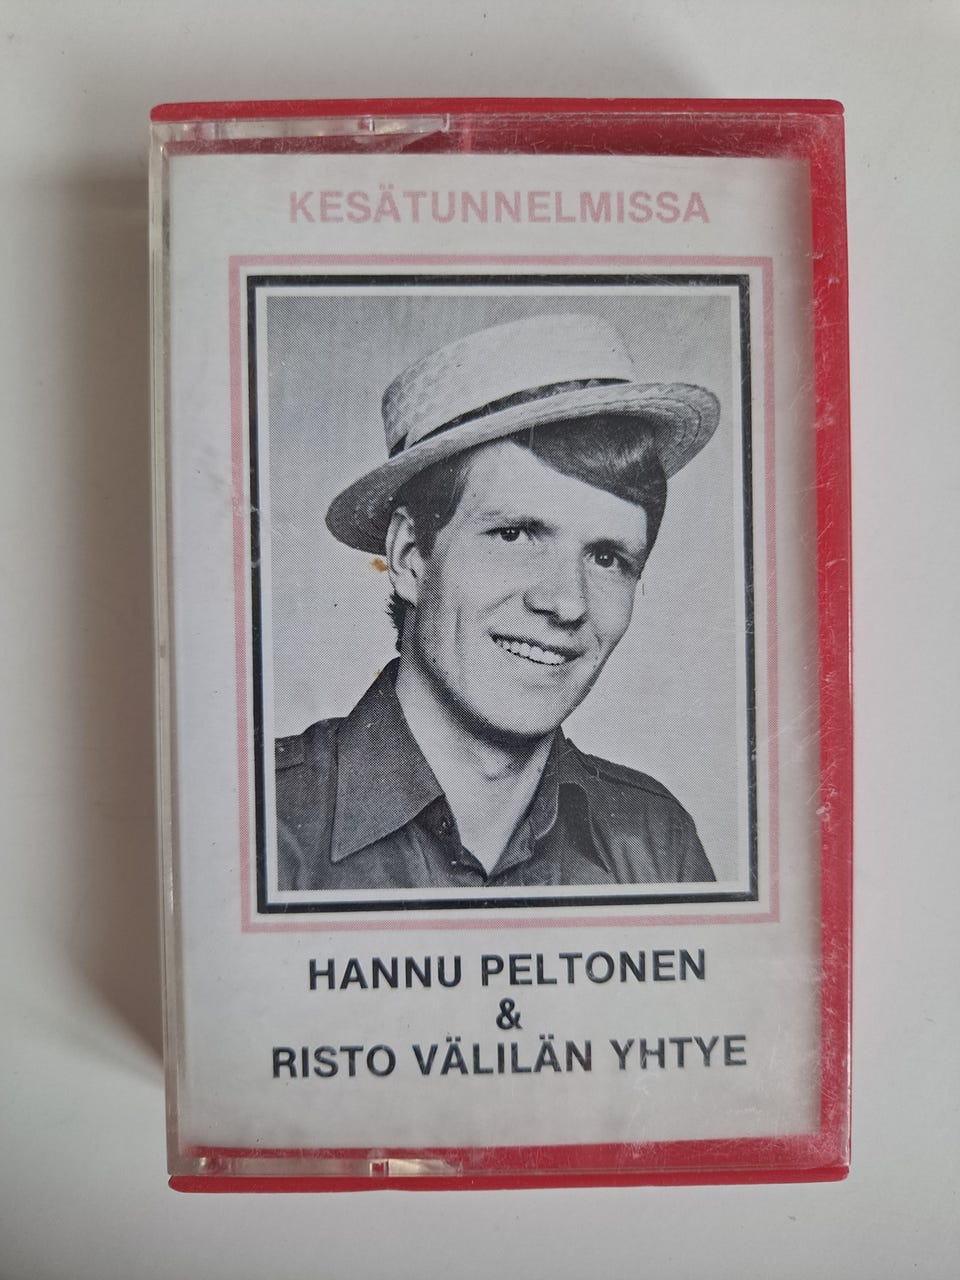 KESÄTUNNELMISSA
HANNU PELTONEN
&
RISTO VÄLILÄN YHTYE